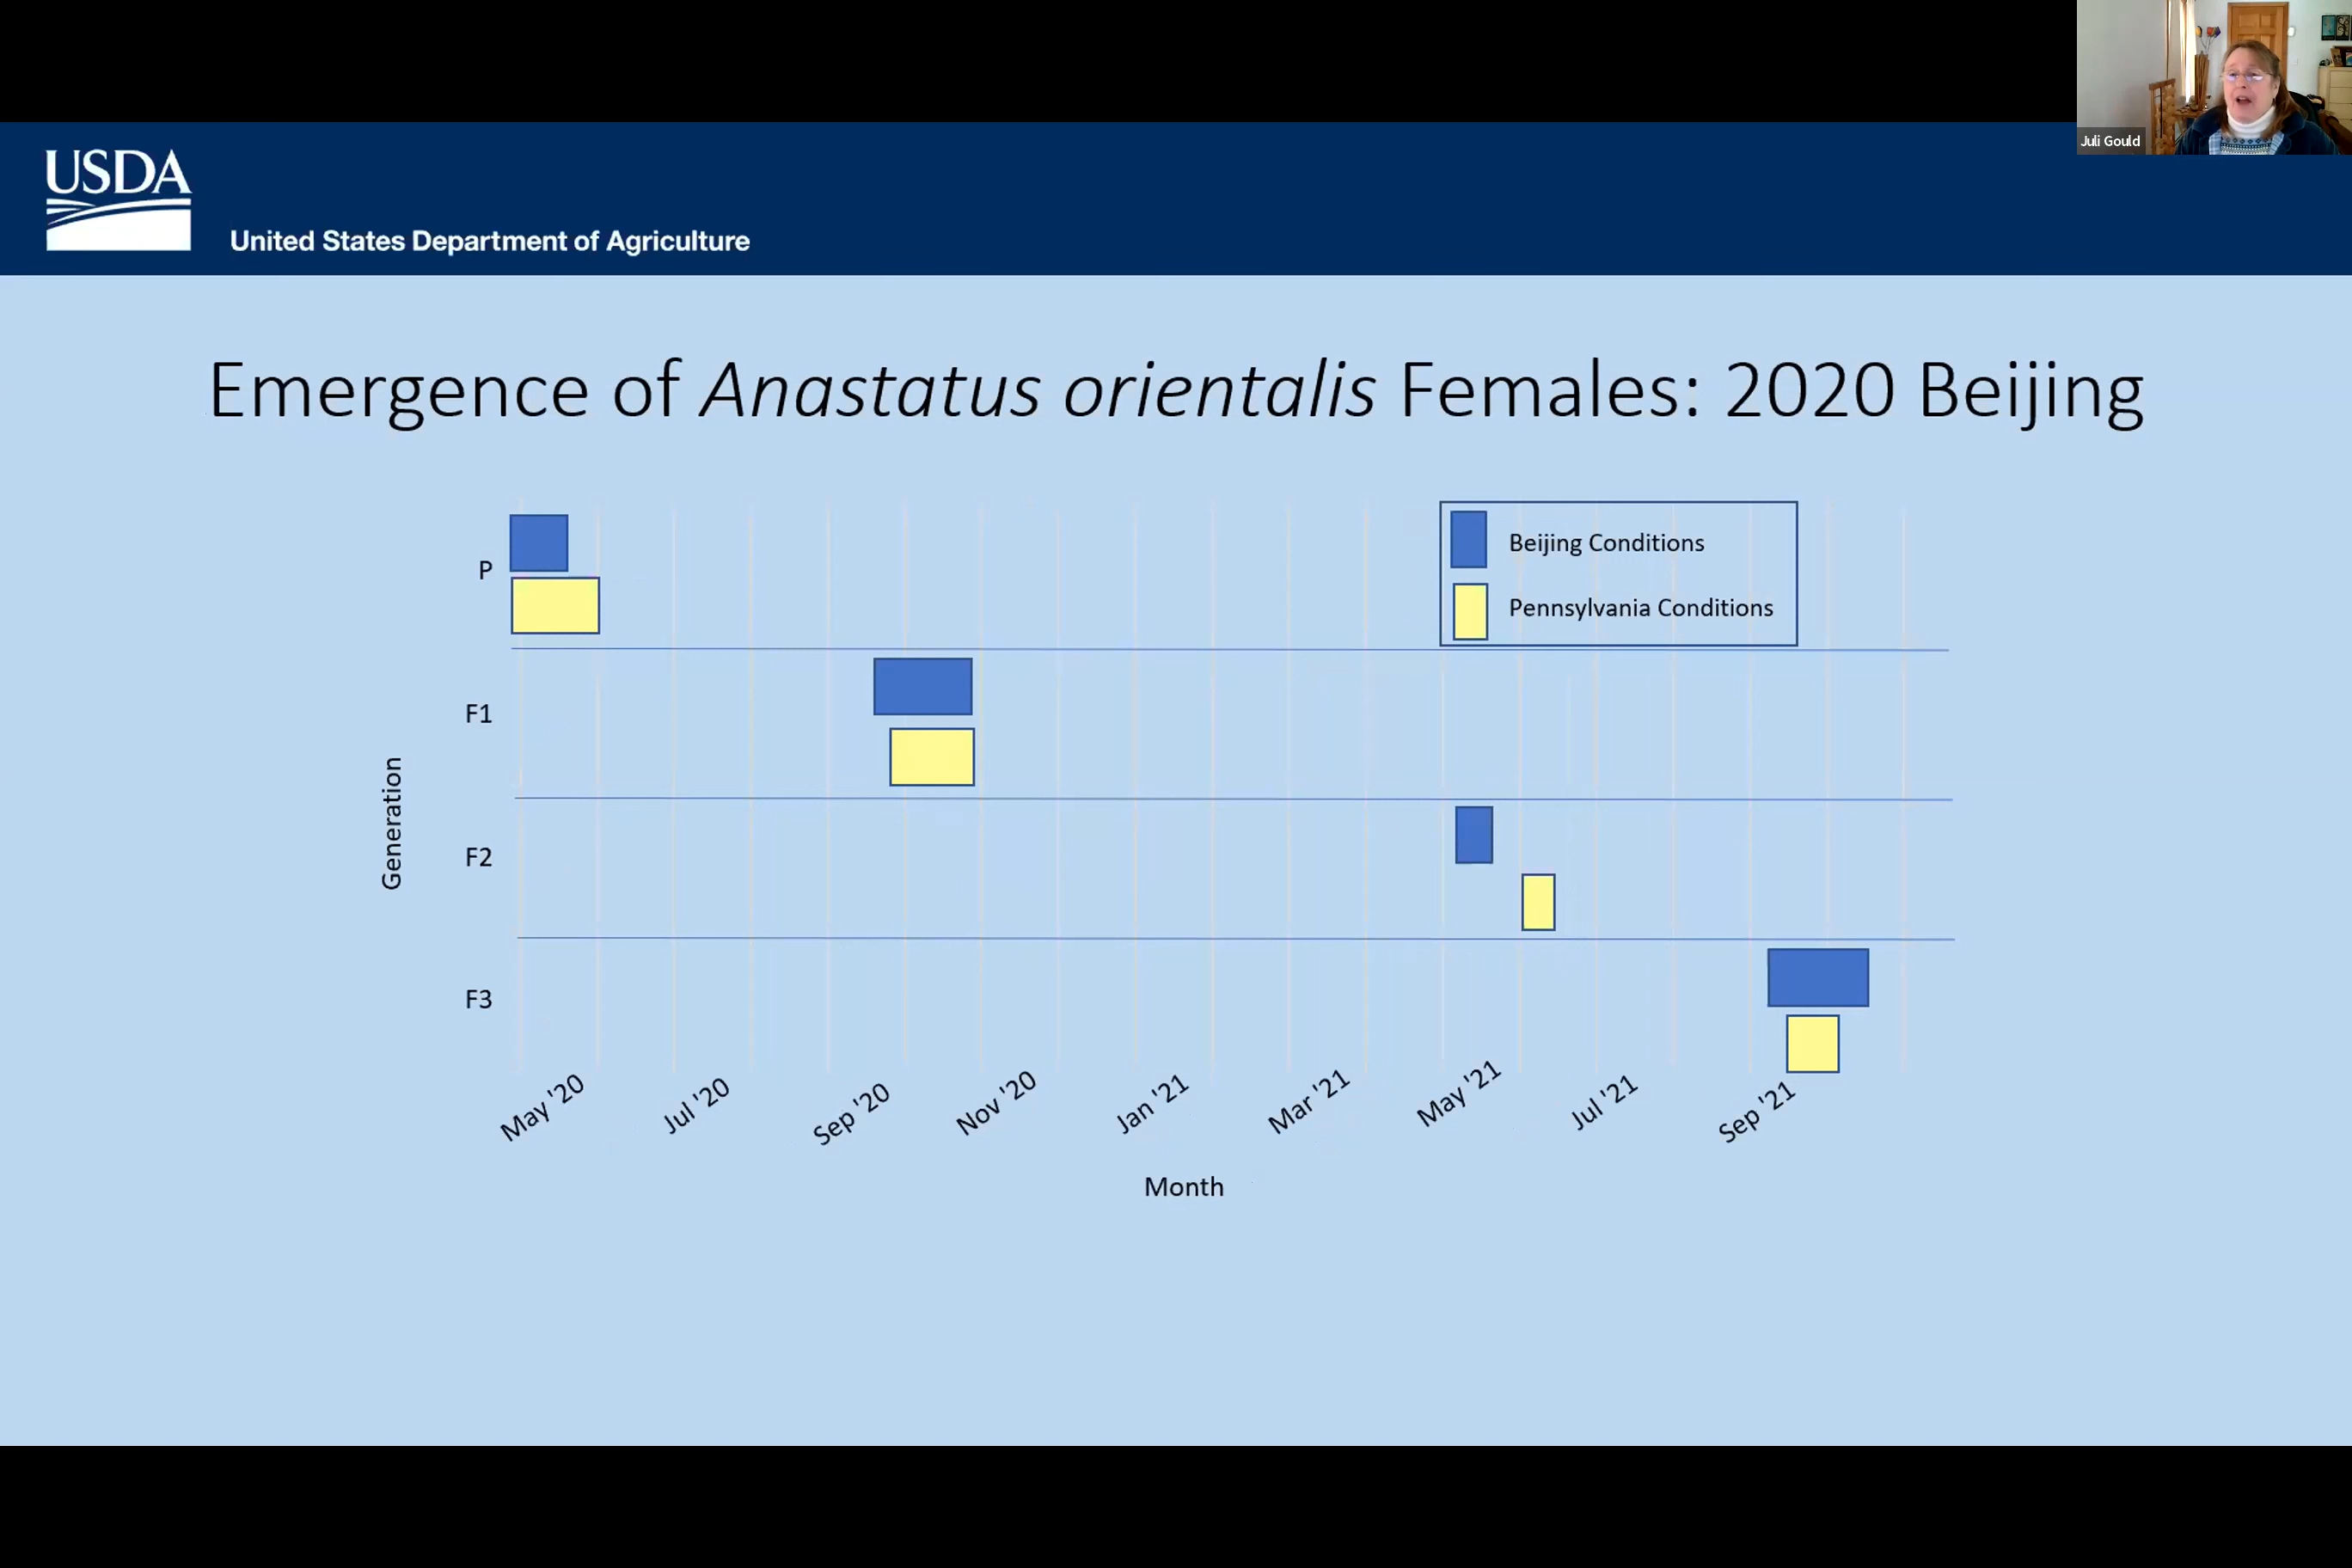 Juli Gould
USDA
United States Department of Agriculture
Emergence of Anastatus orientalis Females: 2020 Beijing
Beijing Conditions
Pennsylvania Conditions
P
F1
F2
F3
Generation
May '20
Jul '20
Sep '20
Nov '20
Jan '21
Mar '21
May '21
Jul '21
Sep '21
Month